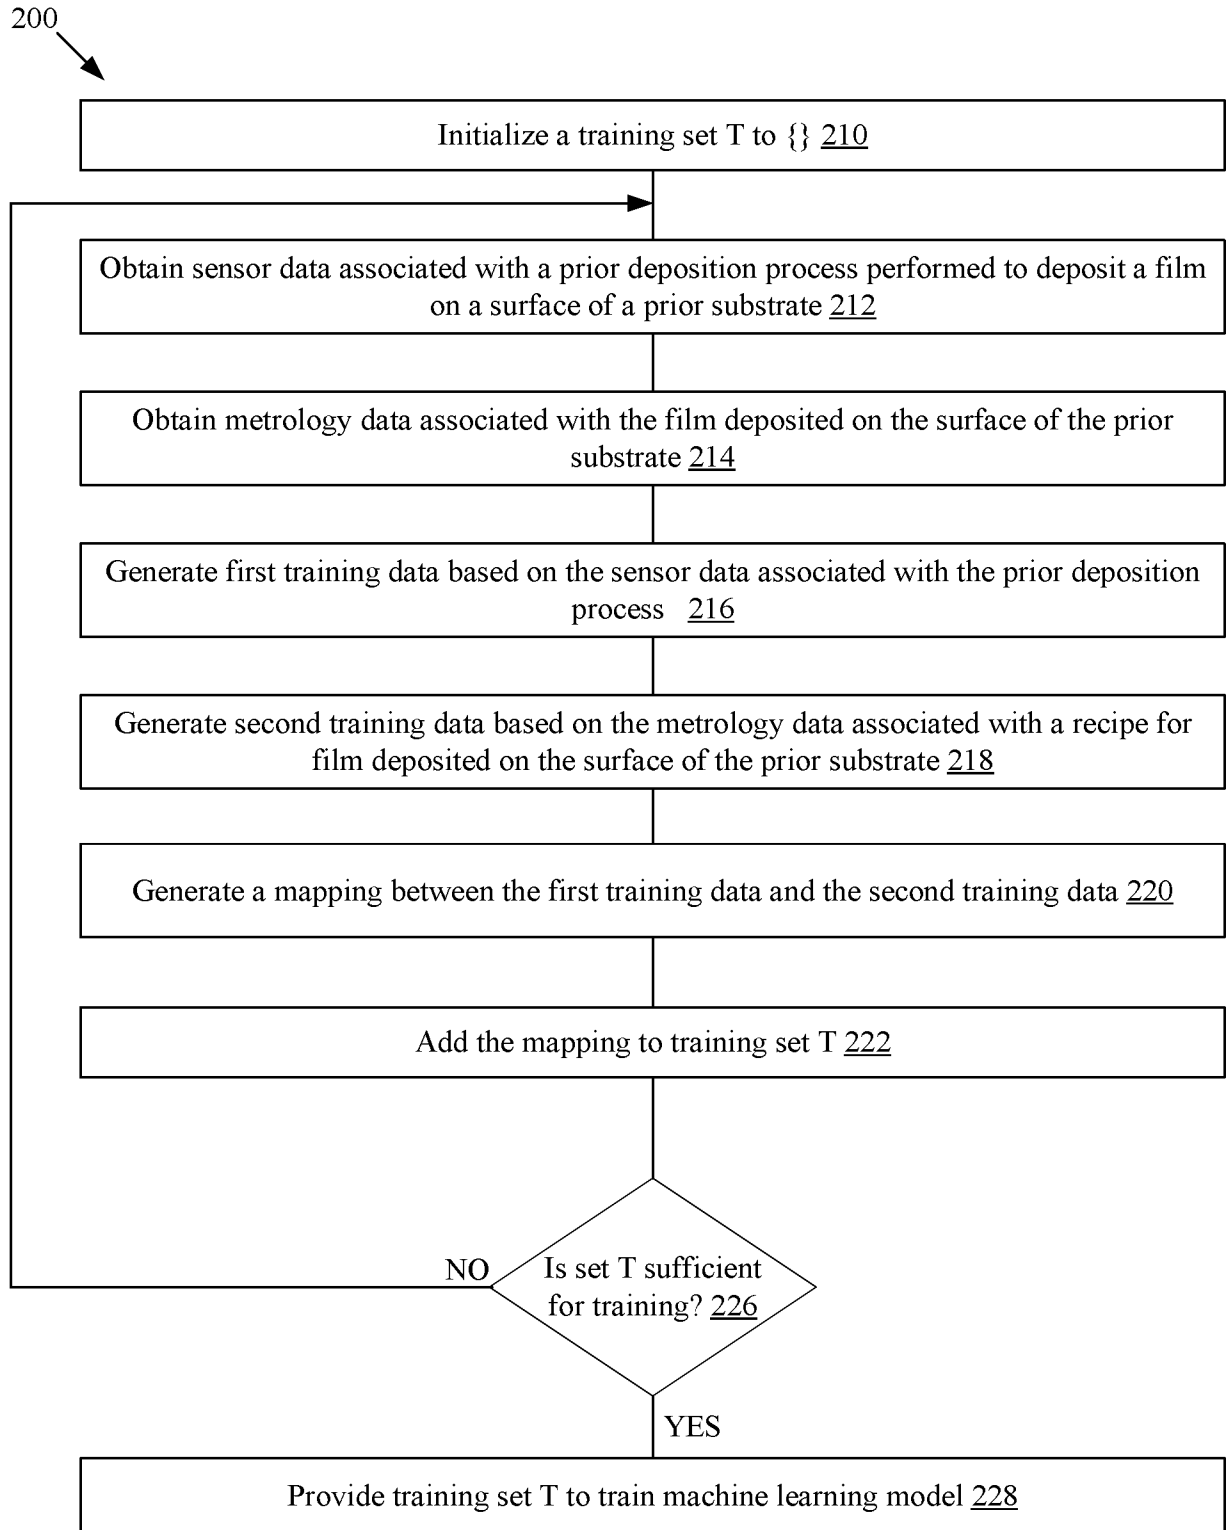 200
Initialize a training set T to {} 210
Obtain sensor data associated with a prior deposition process performed to deposit a film
on a surface of a prior substrate 212
Obtain metrology data associated with the film deposited on the surface of the prior
substrate 214
Generate first training data based on the sensor data associated with the prior deposition
process 216
Generate second training data based on the metrology data associated with a recipe for
film deposited on the surface of the prior substrate 218
Generate a mapping between the first training data and the second training data 220
Add the mapping to training set T 222
NO
Is set T sufficient
for training? 226
YES
Provide training set T to train machine learning model 228